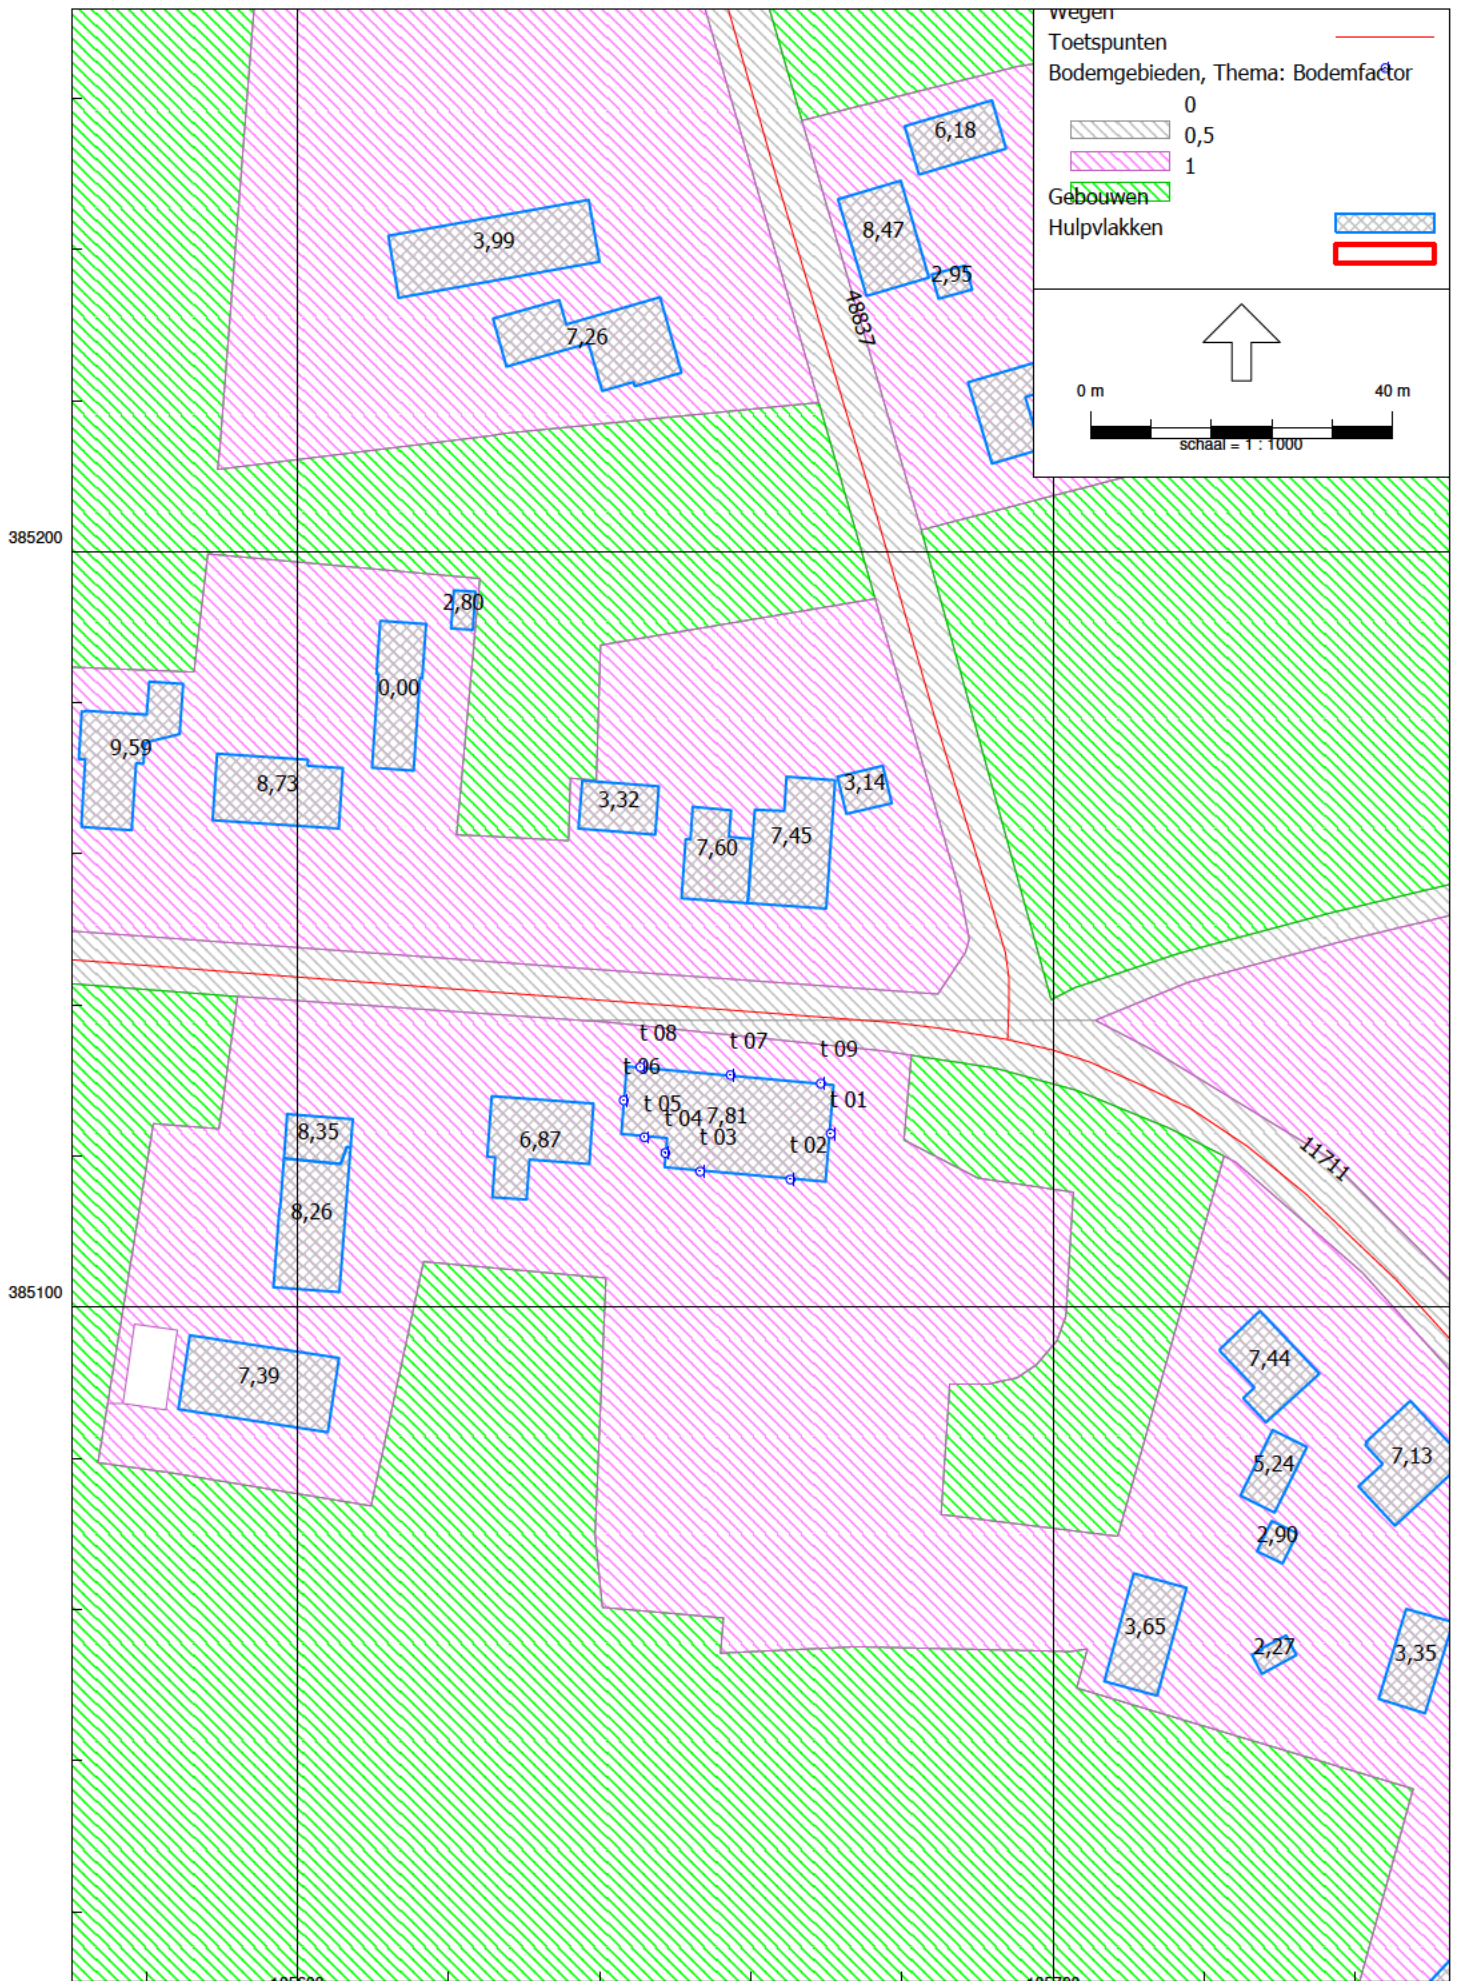 Wegen
Toetspunten
Bodemgebieden, Thema: Bodemfactor
0
0,5
1
Gebouwen
Hulpvlakken
0 m 40 m
schaal = 1 : 1000
6,18
8,47
2,95
3,99
7,26
48837
385200
2,80
0,00
9,59
8,73
3,32
3,14
7,60
7,45
t 08
t 07
t 09
t 06
t 05
t 04
7,81
t 01
t 03
t 02
8,35
6,87
8,26
11711
385100
7,39
7,44
7,13
5,24
2,90
3,65
2,27
3,35